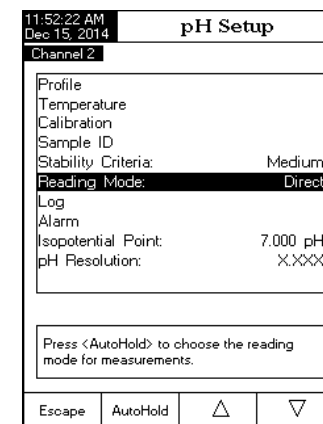 11:52:22 AM
Dec 15, 2014
pH Setup
Channel 2
Profile
Temperature
Calibration
Sample ID
Stability Criteria: Medium
Reading Mode: Direct
Log
Alarm
Isopotential Point: 7.000 pH
pH Resolution: X.XXX
Press <AutoHold> to choose the reading
mode for measurements.
Escape AutoHold △ ▽